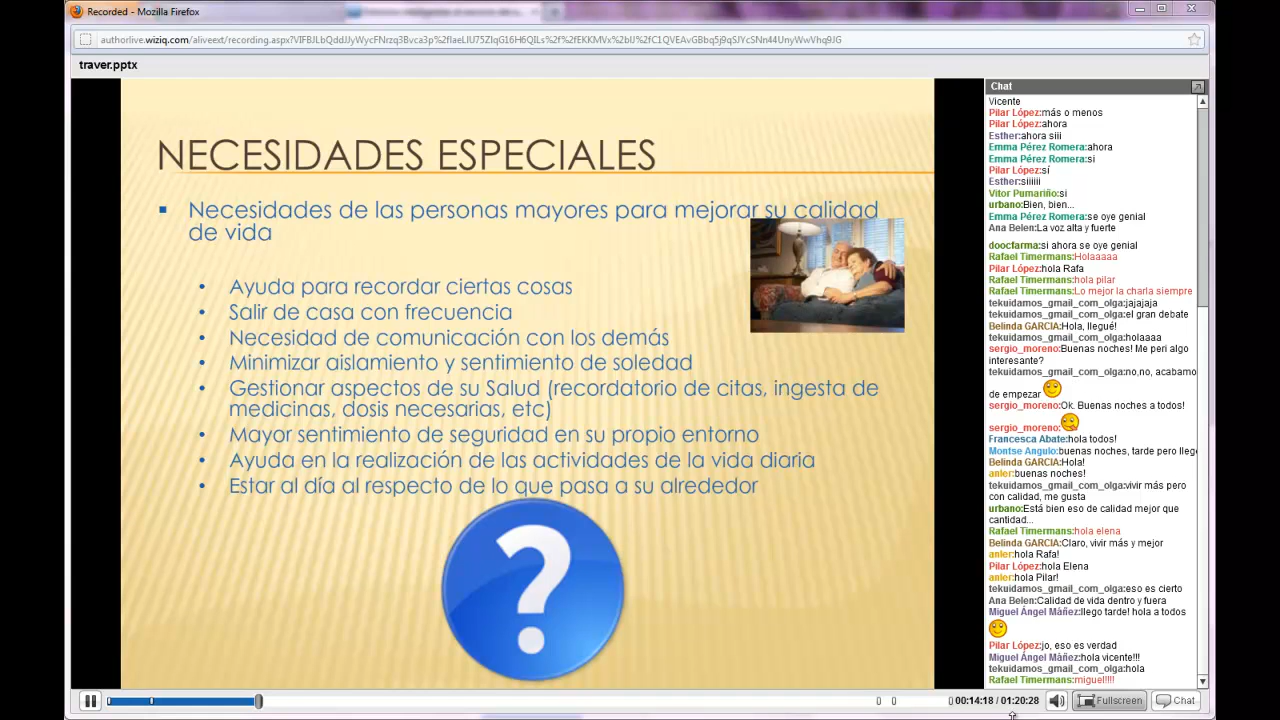 Recorded - Mozilla Firefox
traver.pptx
NECESIDADES ESPECIALES
▪ Necesidades de las personas mayores para mejorar su calidad
de vida
• Ayuda para recordar ciertas cosas
• Salir de casa con frecuencia
• Necesidad de comunicación con los demás
• Minimizar aislamiento y sentimiento de soledad
• Gestionar aspectos de su Salud (recordatorio de citas, ingesta de
medicinas, dosis necesarias, etc)
• Mayor sentimiento de seguridad en su propio entorno
• Ayuda en la realización de las actividades de la vida diaria
• Estar al día al respecto de lo que pasa a su alrededor
?
Chat
Vicente
Pilar López:más o menos
Pilar López:ahora
Esther:ahora siii
Emma Pérez Romera:ahora
Emma Pérez Romera:si
Pilar López:sí
Esther:siiiiii
Vitor Pumariño:si
urbano:Bien, bien...
Emma Pérez Romera:se oye genial
Ana Belen:La voz alta y fuerte
doocfarma:si ahora se oye genial
Rafael Timermans:Holaaaaa
Pilar López:hola Rafa
Rafael Timermans:hola pilar
Rafael Timermans:Lo mejor la charla siempre
tekuidamos_gmail_com_olga:jajajaja
tekuidamos_gmail_com_olga:el gran debate
Belinda GARCIA:Hola, llegué!
tekuidamos_gmail_com_olga:holaaaa
sergio_moreno:Buenas noches! Me peri algo
interesante?
tekuidamos_gmail_com_olga:no,no, acabamo
de empezar
sergio_moreno:Ok. Buenas noches a todos!
sergio_moreno:
Francesca Abate:hola todos!
Montse Angulo:buenas noches, tarde pero lleg
Belinda GARCIA:Hola!
anler:buenas noches!
tekuidamos_gmail_com_olga:vivir más pero
con calidad, me gusta
urbano:Está bien eso de calidad mejor que
cantidad...
Rafael Timermans:hola elena
Belinda GARCIA:Claro, vivir más y mejor
anler:hola Rafa!
Pilar López:hola Elena
anler:hola Pilar!
tekuidamos_gmail_com_olga:eso es cierto
Ana Belen:Calidad de vida dentro y fuera
Miguel Ángel Máñez:llego tarde! hola a todos
Pilar López:jo, eso es verdad
Miguel Ángel Máñez:hola vicente!!!
tekuidamos_gmail_com_olga:hola
Rafael Timermans:miguel!!!!
00:14:18 / 01:20:28
Fullscreen
Chat